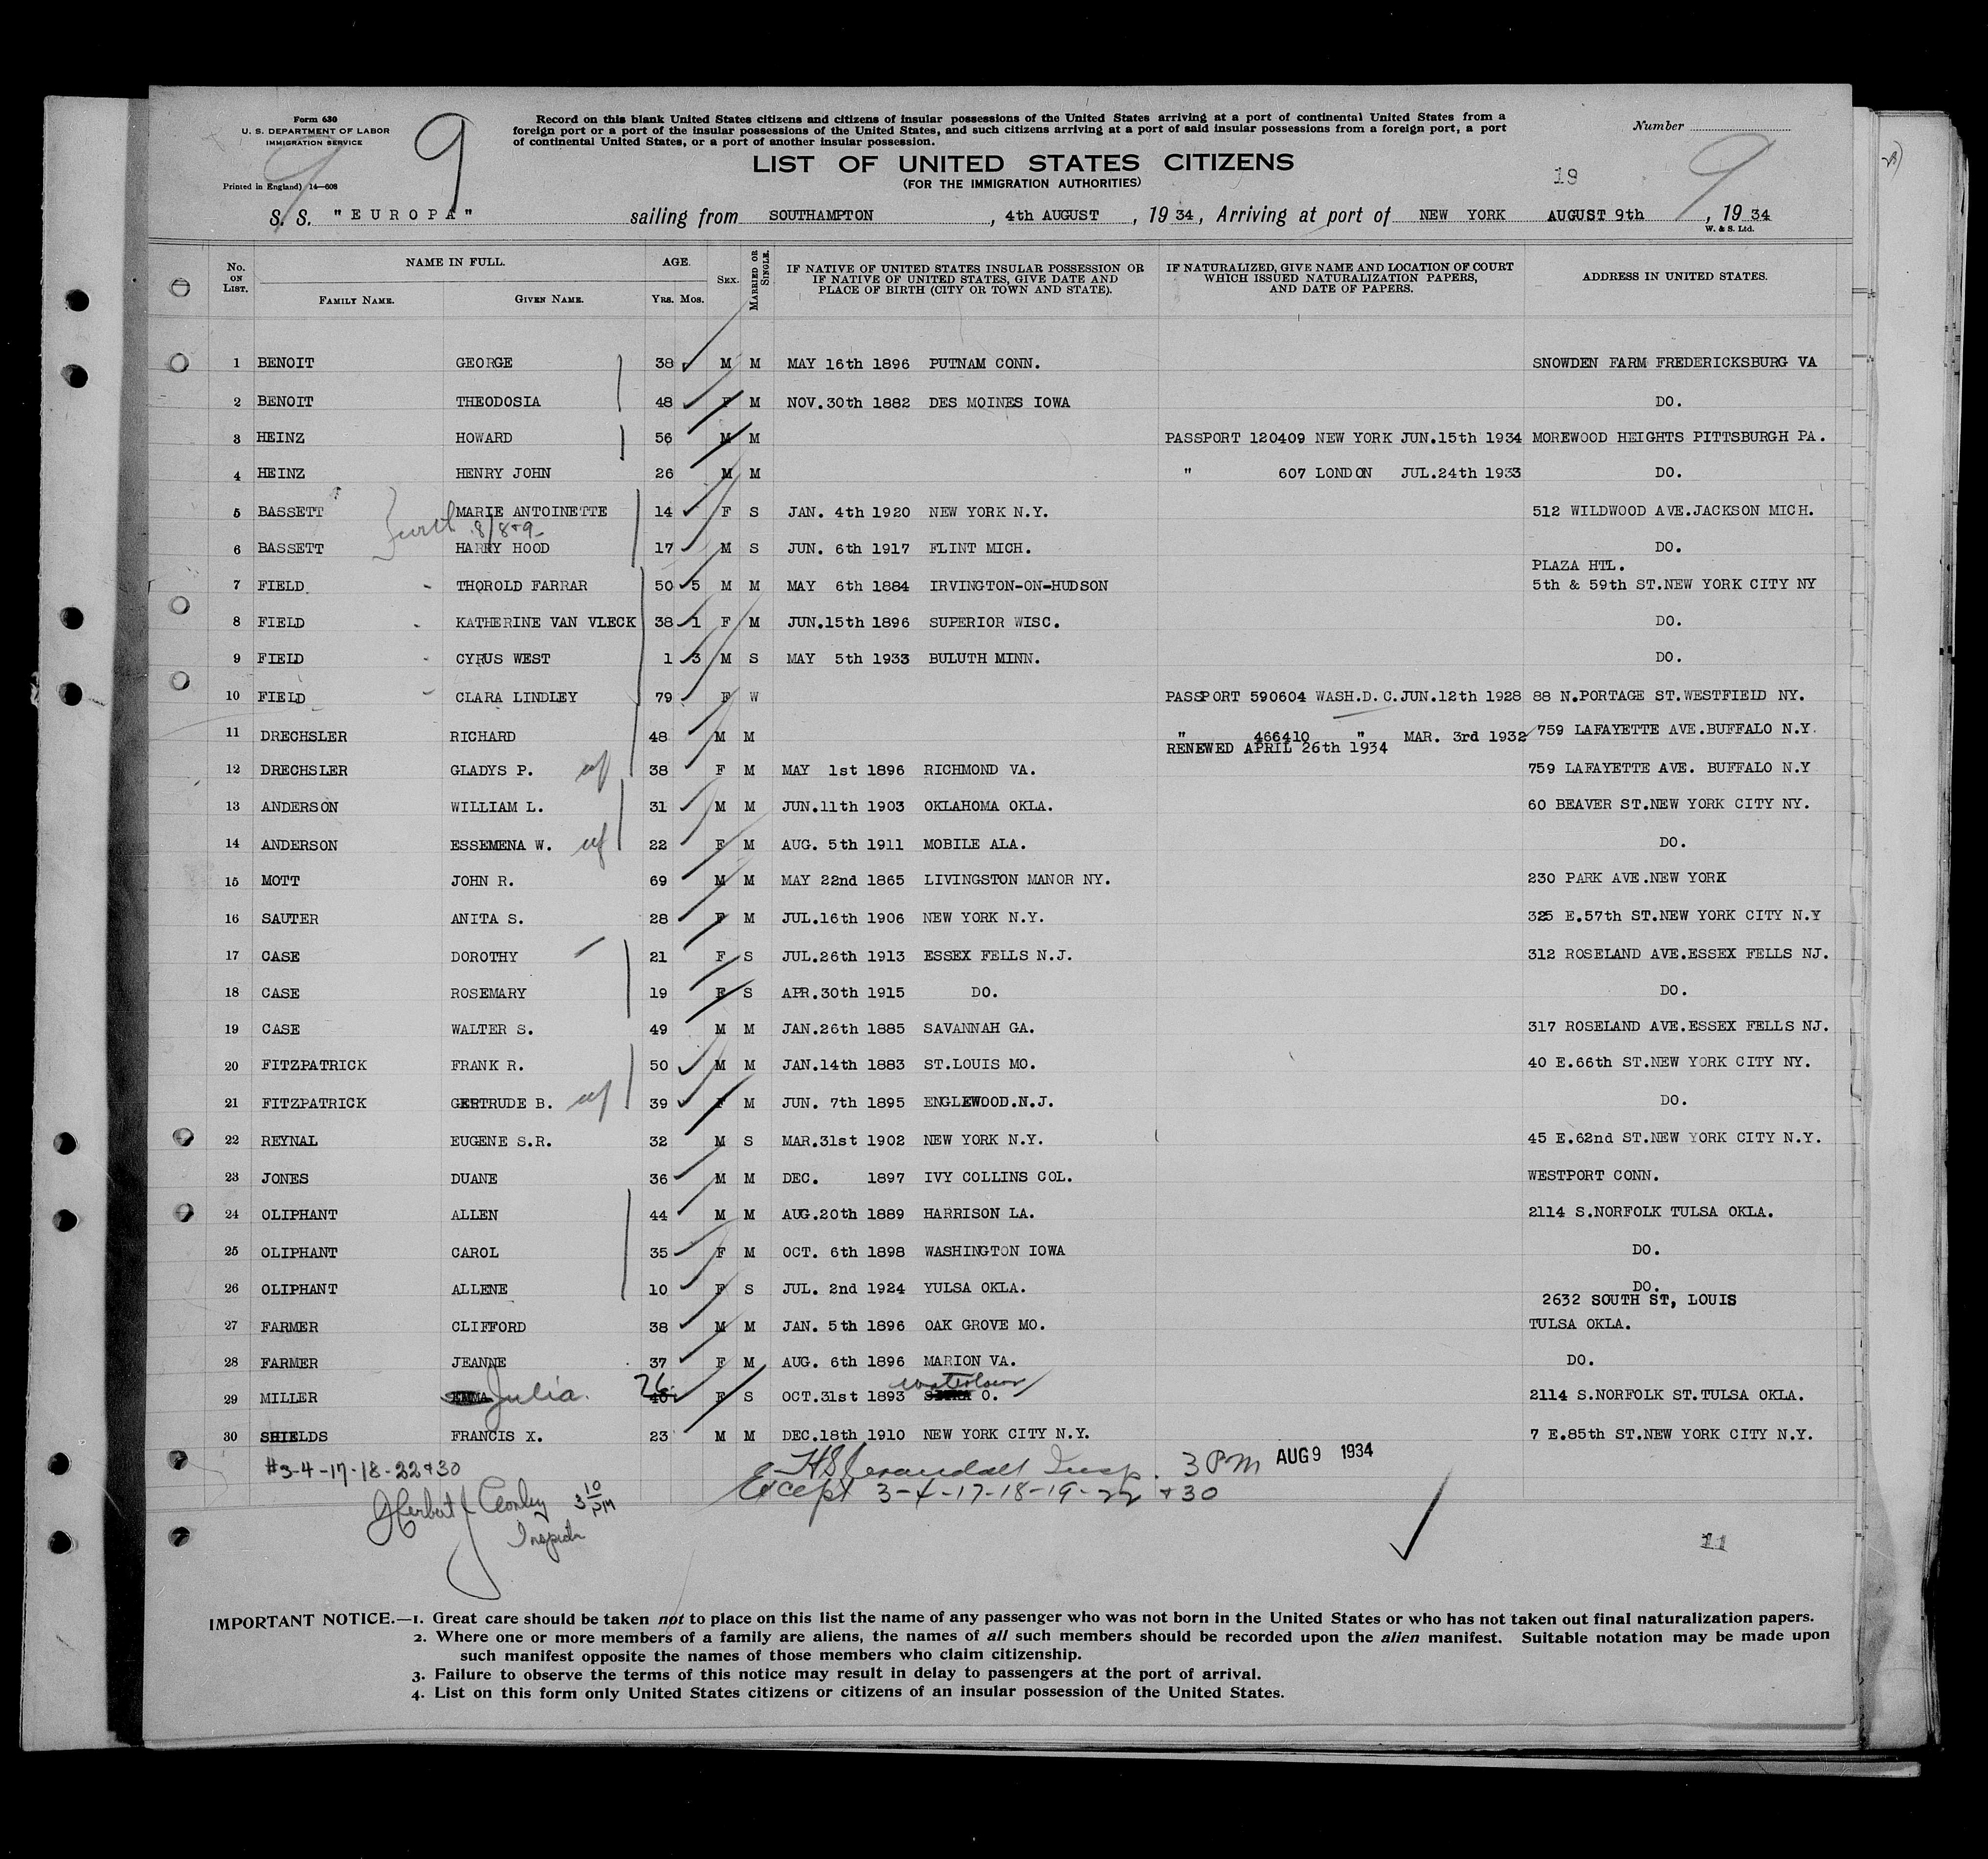 Form 630
U. S. DEPARTMENT OF LABOR
IMMIGRATION SERVICE
Printed in England) 14—608
9
9
Record on this blank United States citizens and citizens of insular possessions of the United States arriving at a port of continental United States from a
foreign port or a port of the insular possessions of the United States, and such citizens arriving at a port of said insular possessions from a foreign port, a port
of continental United States, or a port of another insular possession.
LIST OF UNITED STATES CITIZENS
(FOR THE IMMIGRATION AUTHORITIES)
Number
19
9
S. S. "EUROPA" sailing from SOUTHAMPTON, 4th AUGUST, 1934, Arriving at port of NEW YORK AUGUST 9th, 1934
W. & S. Ltd.
No. ON LIST. NAME IN FULL. FAMILY NAME. GIVEN NAME. AGE. YRS. MOS. SEX. MARRIED OR SINGLE. IF NATIVE OF UNITED STATES INSULAR POSSESSION OR IF NATIVE OF UNITED STATES, GIVE DATE AND PLACE OF BIRTH (CITY OR TOWN AND STATE). IF NATURALIZED, GIVE NAME AND LOCATION OF COURT WHICH ISSUED NATURALIZATION PAPERS, AND DATE OF PAPERS. ADDRESS IN UNITED STATES.
1 BENOIT GEORGE 38 M M MAY 16th 1896 PUTNAM CONN. SNOWDEN FARM FREDERICKSBURG VA
2 BENOIT THEODOSIA 48 F M NOV.30th 1882 DES MOINES IOWA DO.
3 HEINZ HOWARD 56 M M PASSPORT 120409 NEW YORK JUN.15th 1934 MOREWOOD HEIGHTS PITTSBURGH PA.
4 HEINZ HENRY JOHN 26 M M " 607 LONDON JUL.24th 1933 DO.
5 BASSETT MARIE ANTOINETTE 14 F S JAN. 4th 1920 NEW YORK N.Y. 512 WILDWOOD AVE.JACKSON MICH.
8/8+9
6 BASSETT HARRY HOOD 17 M S JUN. 6th 1917 FLINT MICH. DO.
PLAZA HTL.
7 FIELD THOROLD FARRAR 50 5 M M MAY 6th 1884 IRVINGTON-ON-HUDSON 5th & 59th ST.NEW YORK CITY NY
8 FIELD KATHERINE VAN VLECK 38 1 F M JUN.15th 1896 SUPERIOR WISC. DO.
9 FIELD CYRUS WEST 1 3 M S MAY 5th 1933 BULUTH MINN. DO.
10 FIELD CLARA LINDLEY 79 F W PASSPORT 590604 WASH.D.C.JUN.12th 1928 88 N.PORTAGE ST.WESTFIELD NY.
11 DRECHSLER RICHARD 48 M M " 466410 " MAR. 3rd 1932 759 LAFAYETTE AVE.BUFFALO N.Y.
RENEWED APRIL 26th 1934
12 DRECHSLER GLADYS P. wf 38 F M MAY 1st 1896 RICHMOND VA. 759 LAFAYETTE AVE. BUFFALO N.Y
13 ANDERSON WILLIAM L. 31 M M JUN.11th 1903 OKLAHOMA OKLA. 60 BEAVER ST.NEW YORK CITY NY.
14 ANDERSON ESSEMENA W. wf 22 F M AUG. 5th 1911 MOBILE ALA. DO.
15 MOTT JOHN R. 69 M M MAY 22nd 1865 LIVINGSTON MANOR NY. 230 PARK AVE.NEW YORK
16 SAUTER ANITA S. 28 F M JUL.16th 1906 NEW YORK N.Y. 325 E.57th ST.NEW YORK CITY N.Y
17 CASE DOROTHY 21 F S JUL.26th 1913 ESSEX FELLS N.J. 312 ROSELAND AVE.ESSEX FELLS NJ.
18 CASE ROSEMARY 19 F S APR.30th 1915 DO. DO.
19 CASE WALTER S. 49 M M JAN.26th 1885 SAVANNAH GA. 317 ROSELAND AVE.ESSEX FELLS NJ.
20 FITZPATRICK FRANK R. 50 M M JAN.14th 1883 ST.LOUIS MO. 40 E.66th ST.NEW YORK CITY NY.
21 FITZPATRICK GERTRUDE B. wf 39 F M JUN. 7th 1895 ENGLEWOOD.N.J. DO.
22 REYNAL EUGENE S.R. 32 M S MAR.31st 1902 NEW YORK N.Y. 45 E.62nd ST.NEW YORK CITY N.Y.
23 JONES DUANE 36 M M DEC. 1897 IVY COLLINS COL. WESTPORT CONN.
24 OLIPHANT ALLEN 44 M M AUG.20th 1889 HARRISON LA. 2114 S.NORFOLK TULSA OKLA.
25 OLIPHANT CAROL 35 F M OCT. 6th 1898 WASHINGTON IOWA DO.
26 OLIPHANT ALLENE 10 F S JUL. 2nd 1924 YULSA OKLA. DO.
2632 SOUTH ST, LOUIS
27 FARMER CLIFFORD 38 M M JAN. 5th 1896 OAK GROVE MO. TULSA OKLA.
28 FARMER JEANNE 37 F M AUG. 6th 1896 MARION VA. DO.
29 MILLER Julia. 40 F S OCT.31st 1893 O. 2114 S.NORFOLK ST.TULSA OKLA.
30 SHIELDS FRANCIS X. 23 M M DEC.18th 1910 NEW YORK CITY N.Y. 7 E.85th ST.NEW YORK CITY N.Y.
#3-4-17-18-22+30
Insp. 3 PM AUG 9 1934
Except 3-4-17-18-19-22 +30
Herbert J 3 10 PM
11
IMPORTANT NOTICE.—1. Great care should be taken not to place on this list the name of any passenger who was not born in the United States or who has not taken out final naturalization papers.
2. Where one or more members of a family are aliens, the names of all such members should be recorded upon the alien manifest. Suitable notation may be made upon
such manifest opposite the names of those members who claim citizenship.
3. Failure to observe the terms of this notice may result in delay to passengers at the port of arrival.
4. List on this form only United States citizens or citizens of an insular possession of the United States.